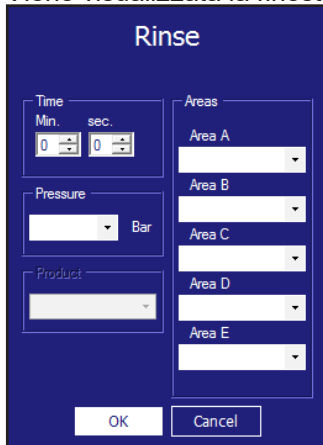 Rinse
Time
Min. sec.
0 0
Pressure
Bar
Product
Areas
Area A
Area B
Area C
Area D
Area E
OK Cancel